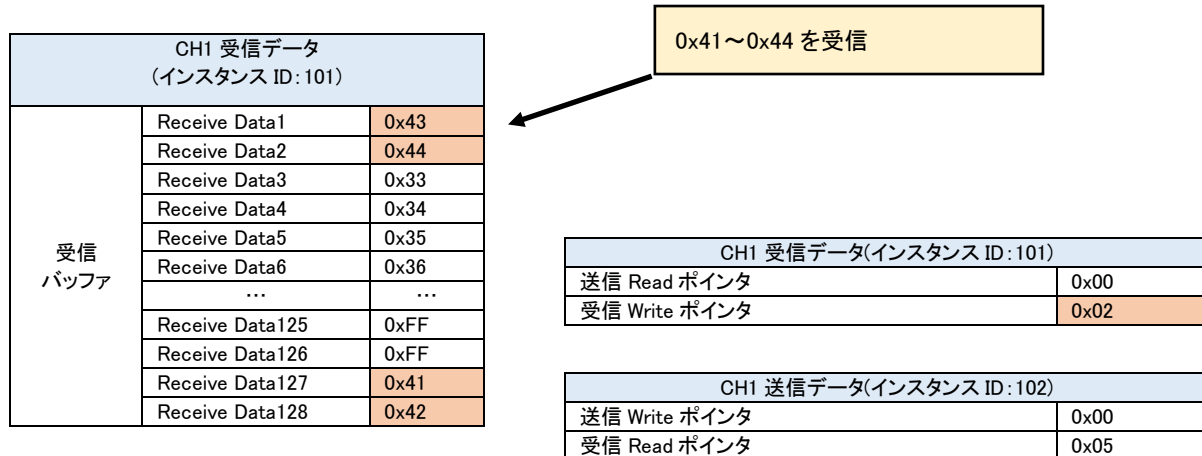 0x41～0x44 を受信
CH1 受信データ
(インスタンス ID：101)
受信
バッファ
Receive Data1 0x43
Receive Data2 0x44
Receive Data3 0x33
Receive Data4 0x34
Receive Data5 0x35
Receive Data6 0x36
… …
Receive Data125 0xFF
Receive Data126 0xFF
Receive Data127 0x41
Receive Data128 0x42
CH1 受信データ(インスタンス ID：101)
送信 Read ポインタ 0x00
受信 Write ポインタ 0x02
CH1 送信データ(インスタンス ID：102)
送信 Write ポインタ 0x00
受信 Read ポインタ 0x05